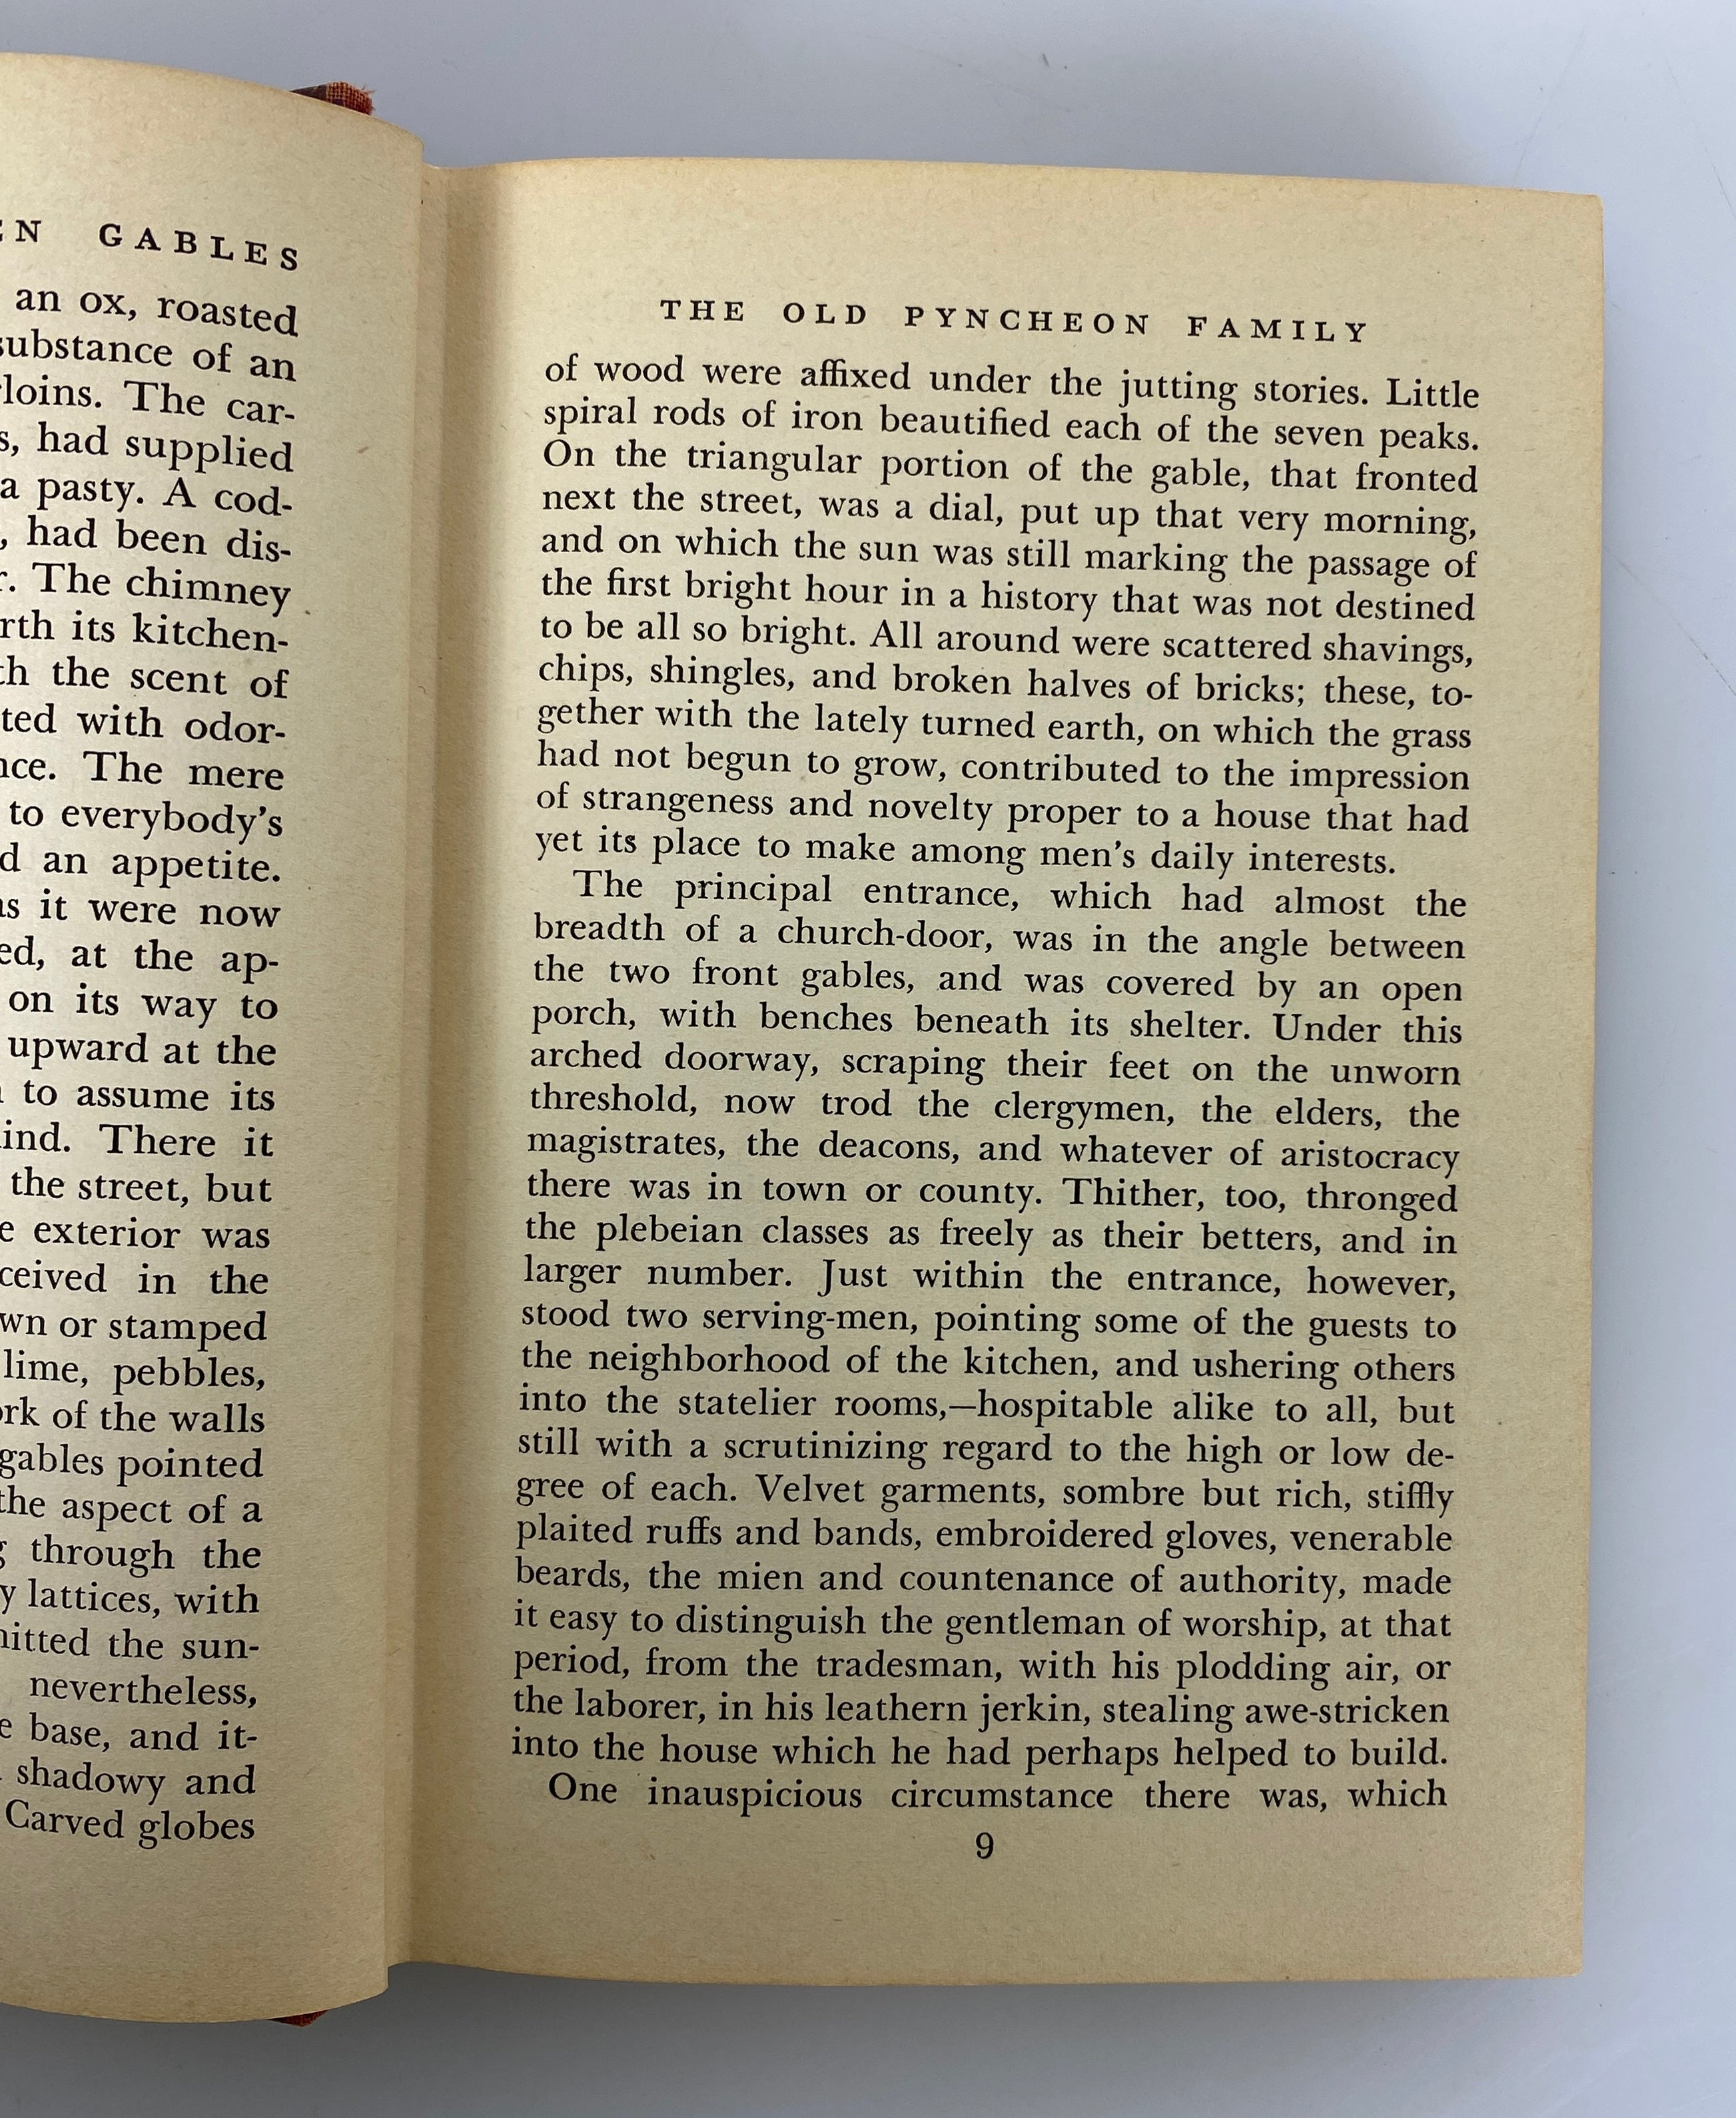 GABLES
an ox, roasted
substance of an
The car-
had supplied
a pasty. A cod-
had been dis-
The chimney
its kitchen-
the scent of
with odor-
The mere
to everybody's
an appetite.
it were now
at the ap-
on its way to
upward at the
to assume its
There it
the street, but
exterior was
in the
or stamped
lime, pebbles,
of the walls
gables pointed
the aspect of a
through the
lattices, with
the sun-
nevertheless,
base, and it-
shadowy and
Carved globes
THE OLD PYNCHEON FAMILY
of wood were affixed under the jutting stories. Little
spiral rods of iron beautified each of the seven peaks.
On the triangular portion of the gable, that fronted
next the street, was a dial, put up that very morning,
and on which the sun was still marking the passage of
the first bright hour in a history that was not destined
to be all so bright. All around were scattered shavings,
chips, shingles, and broken halves of bricks; these, to-
gether with the lately turned earth, on which the grass
had not begun to grow, contributed to the impression
of strangeness and novelty proper to a house that had
yet its place to make among men's daily interests.
The principal entrance, which had almost the
breadth of a church-door, was in the angle between
the two front gables, and was covered by an open
porch, with benches beneath its shelter. Under this
arched doorway, scraping their feet on the unworn
threshold, now trod the clergymen, the elders, the
magistrates, the deacons, and whatever of aristocracy
there was in town or county. Thither, too, thronged
the plebeian classes as freely as their betters, and in
larger number. Just within the entrance, however,
stood two serving-men, pointing some of the guests to
the neighborhood of the kitchen, and ushering others
into the statelier rooms,—hospitable alike to all, but
still with a scrutinizing regard to the high or low de-
gree of each. Velvet garments, sombre but rich, stiffly
plaited ruffs and bands, embroidered gloves, venerable
beards, the mien and countenance of authority, made
it easy to distinguish the gentleman of worship, at that
period, from the tradesman, with his plodding air, or
the laborer, in his leathern jerkin, stealing awe-stricken
into the house which he had perhaps helped to build.
One inauspicious circumstance there was, which
9